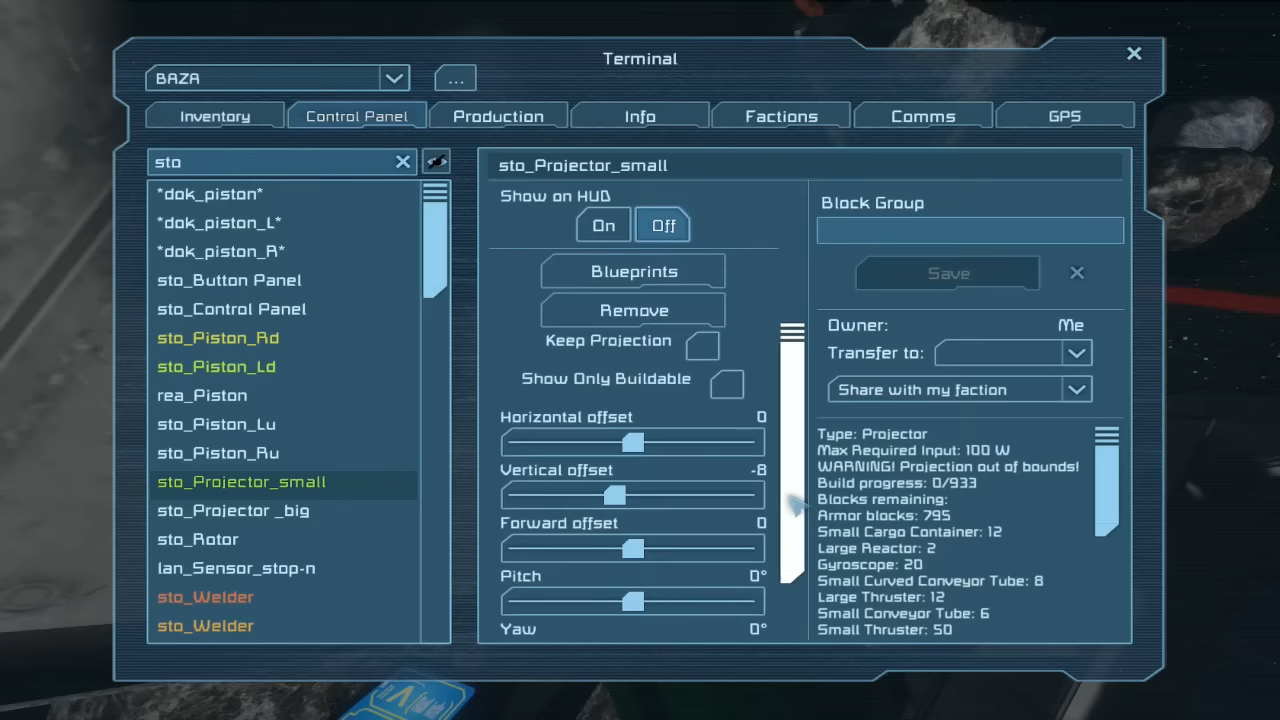 Terminal
BAZA
...
Inventory
Control Panel
Production
Info
Factions
Comms
GPS
sto
*dok_piston*
*dok_piston_L*
*dok_piston_R*
sto_Button Panel
sto_Control Panel
sto_Piston_Rd
sto_Piston_Ld
rea_Piston
sto_Piston_Lu
sto_Piston_Ru
sto_Projector_small
sto_Projector _big
sto_Rotor
lan_Sensor_stop-n
sto_Welder
sto_Welder
sto_Projector_small
Show on HUD
On
Off
Blueprints
Remove
Keep Projection
Show Only Buildable
Horizontal offset 0
Vertical offset -8
Forward offset 0
Pitch 0°
Yaw 0°
Block Group
Save
Owner: Me
Transfer to:
Share with my faction
Type: Projector
Max Required Input: 100 W
WARNING! Projection out of bounds!
Build progress: 0/933
Blocks remaining:
Armor blocks: 795
Small Cargo Container: 12
Large Reactor: 2
Gyroscope: 20
Small Curved Conveyor Tube: 8
Large Thruster: 12
Small Conveyor Tube: 6
Small Thruster: 50